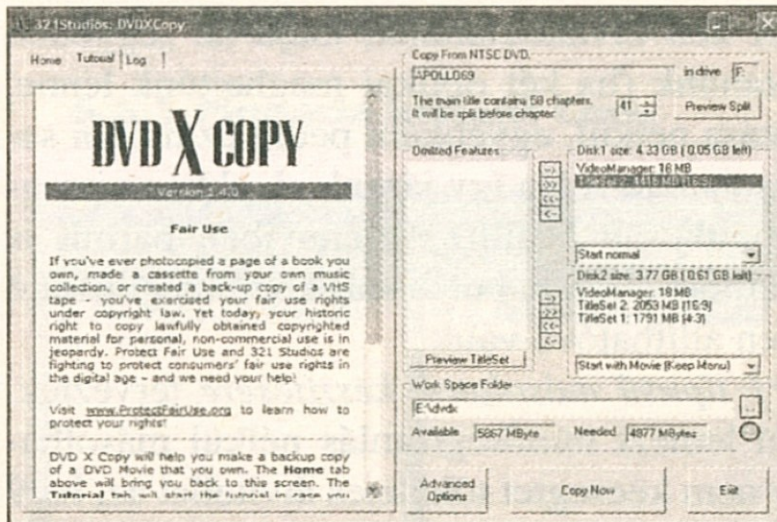 321Studios: DVDXCopy
Home Tutorial Log
DVD X COPY
Fair Use
If you've ever photocopied a page of a book you
own, made a cassette from your own music
collection, or created a back-up copy of a VHS
tape - you've exercised your fair use rights
under copyright law. Yet today, your historic
right to copy lawfully obtained copyrighted
material for personal, non-commercial use is in
jeopardy. Protect Fair Use and 321 Studios are
fighting to protect consumers' fair use rights in
the digital age - and we need your help!
Visit www.ProtectFairUse.org to learn how to
protect your rights!
DVD X Copy will help you make a backup copy
of a DVD Movie that you own. The Home tab
above will bring you back to this screen. The
Tutorial tab will start the tutorial in case you
Copy From NTSC DVD.
APOLLO69
in drive F:
The main title contains 58 chapters.
It will be split before chapter:
41
Preview Split
Omitted Features
Preview TitleSet
Disk1 size: 4.33 GB (0.05 GB left)
VideoManager: 18 MB
Start normal
Disk2 size: 3.77 GB (0.61 GB left)
VideoManager: 18 MB
TitleSet 2: 2053 MB (16:9)
TitleSet 1: 1791 MB (4:3)
Start with Movie (Keep Menu)
Work Space Folder
E:\dvdx
...
Available 5867 MByte Needed 4877 MBytes
Advanced
Options
Copy Now
Exit